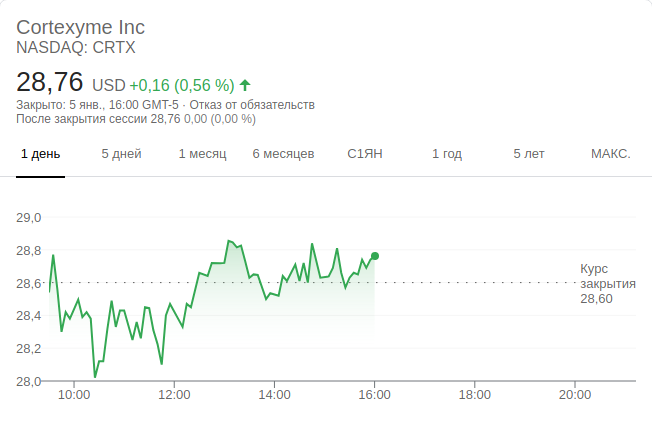 Cortexyme Inc
NASDAQ: CRTX
28,76 USD +0,16 (0,56 %)
Закрыто: 5 янв., 16:00 GMT-5 · Отказ от обязательств
После закрытия сессии 28,76 0,00 (0,00 %)
1 день 5 дней 1 месяц 6 месяцев С1ЯН 1 год 5 лет МАКС.
29,0
28,8
28,6
28,4
28,2
28,0
Курс
закрытия
28,60
10:00 12:00 14:00 16:00 18:00 20:00